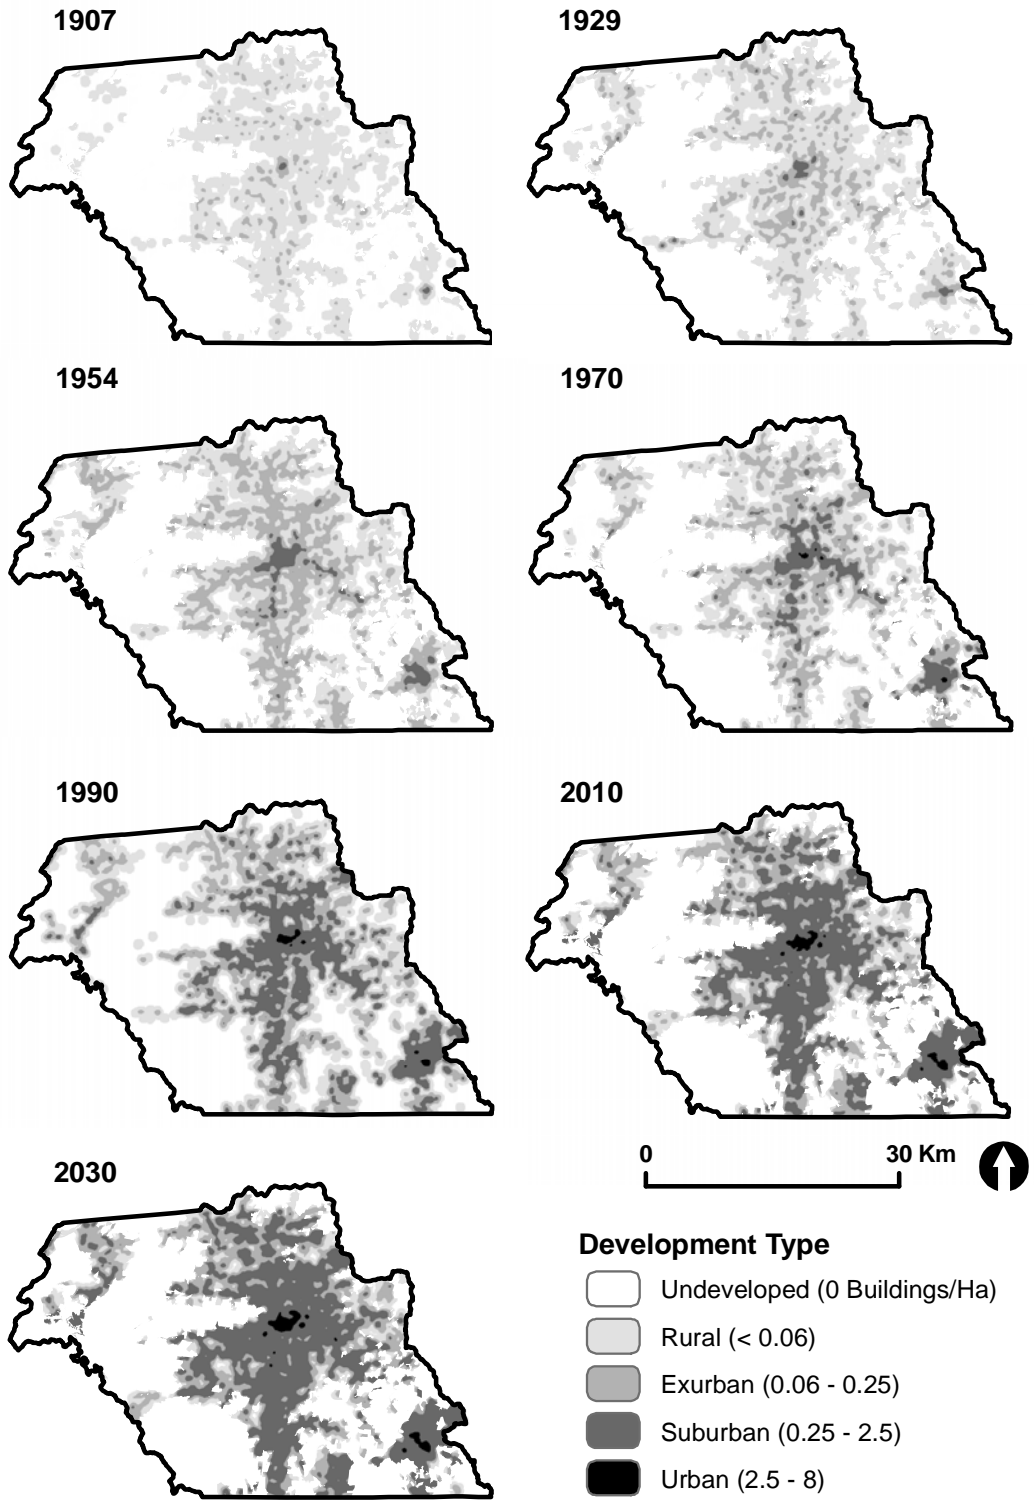 1907
1929
1954
1970
1990
2010
2030
0 30 Km
Development Type
Undeveloped (0 Buildings/Ha)
Rural (< 0.06)
Exurban (0.06 - 0.25)
Suburban (0.25 - 2.5)
Urban (2.5 - 8)